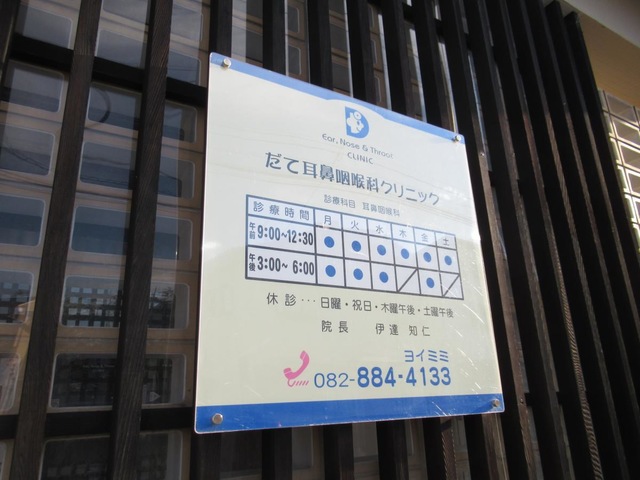 D
Ear, Nose & Throat
CLINIC
だて耳鼻咽喉科クリニック
診療科目 耳鼻咽喉科
診療時間 月 火 水 木 金 土
午前 9:00～12:30 ● ● ● ● ● ●
午後 3:00～ 6:00 ● ● ● ／ ● ／
休診…日曜・祝日・木曜午後・土曜午後
院長 伊達 知仁
ヨイミミ
082-884-4133